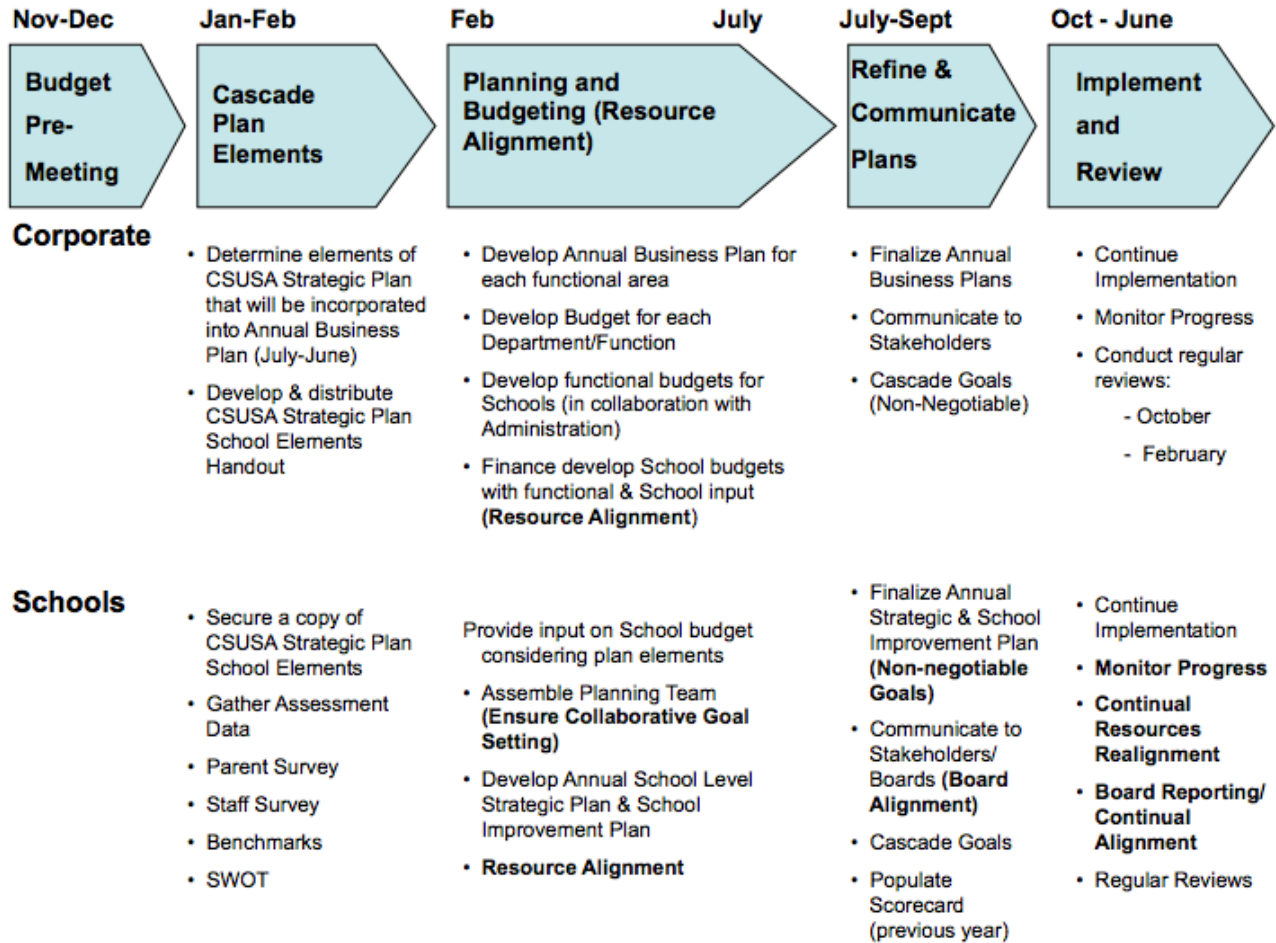 Nov-Dec
Jan-Feb
Feb
July
July-Sept
Oct - June
Budget
Pre-
Meeting
Cascade
Plan
Elements
Planning and
Budgeting (Resource
Alignment)
Refine &
Communicate
Plans
Implement
and
Review
Corporate
• Determine elements of
CSUSA Strategic Plan
that will be incorporated
into Annual Business
Plan (July-June)
• Develop & distribute
CSUSA Strategic Plan
School Elements
Handout
• Develop Annual Business Plan for
each functional area
• Develop Budget for each
Department/Function
• Develop functional budgets for
Schools (in collaboration with
Administration)
• Finance develop School budgets
with functional & School input
(Resource Alignment)
• Finalize Annual
Business Plans
• Communicate to
Stakeholders
• Cascade Goals
(Non-Negotiable)
• Continue
Implementation
• Monitor Progress
• Conduct regular
reviews:
- October
- February
Schools
• Secure a copy of
CSUSA Strategic Plan
School Elements
• Gather Assessment
Data
• Parent Survey
• Staff Survey
• Benchmarks
• SWOT
Provide input on School budget
considering plan elements
• Assemble Planning Team
(Ensure Collaborative Goal
Setting)
• Develop Annual School Level
Strategic Plan & School
Improvement Plan
• Resource Alignment
• Finalize Annual
Strategic & School
Improvement Plan
(Non-negotiable
Goals)
• Communicate to
Stakeholders/
Boards (Board
Alignment)
• Cascade Goals
• Populate
Scorecard
(previous year)
• Continue
Implementation
• Monitor Progress
• Continual
Resources
Realignment
• Board Reporting/
Continual
Alignment
• Regular Reviews